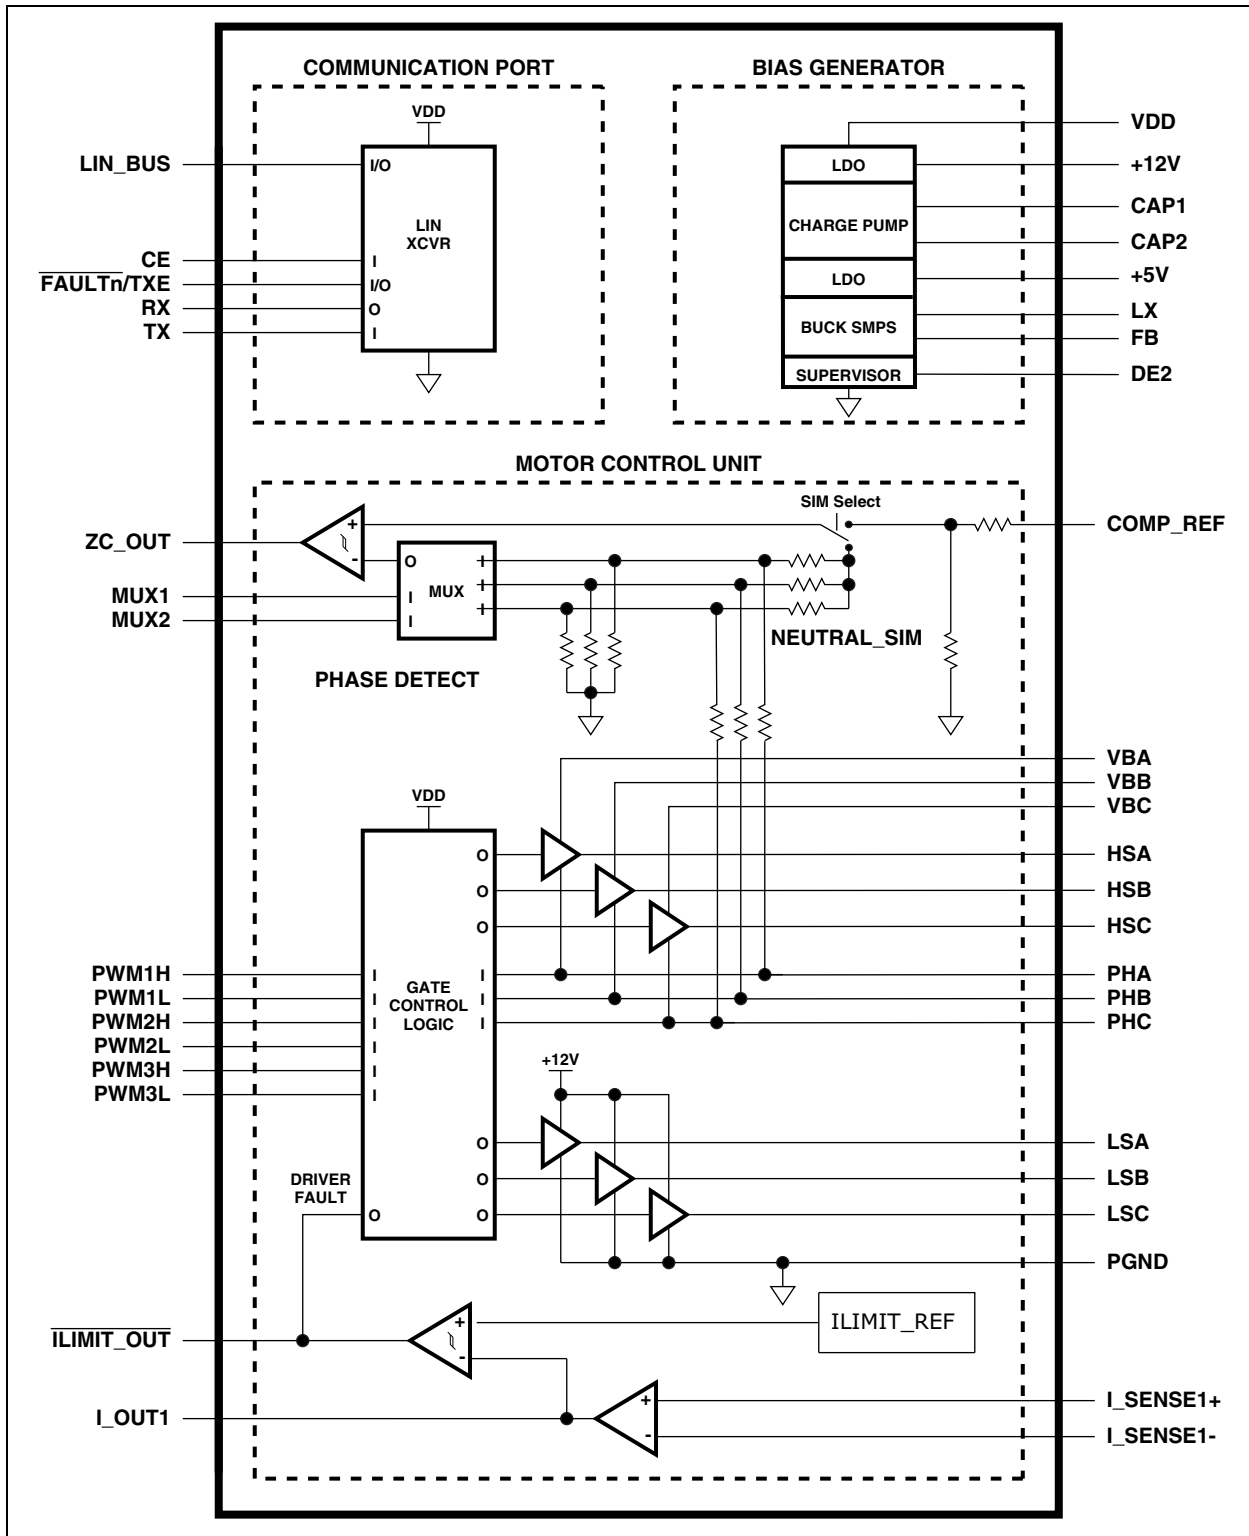 COMMUNICATION PORT
BIAS GENERATOR
VDD
LIN_BUS
I/O
LIN
XCVR
CE
I
FAULTn/TXE
I/O
RX
O
TX
I
VDD
LDO
+12V
CHARGE PUMP
CAP1
CAP2
LDO
+5V
BUCK SMPS
LX
FB
SUPERVISOR
DE2
MOTOR CONTROL UNIT
SIM Select
COMP_REF
+
-
ZC_OUT
O
I
I
I
MUX
MUX1
I
MUX2
I
NEUTRAL_SIM
PHASE DETECT
VBA
VBB
VBC
VDD
O
HSA
O
HSB
O
HSC
PWM1H
I
GATE
CONTROL
LOGIC
I
PHA
PWM1L
I
I
PHB
PWM2H
I
I
PHC
PWM2L
I
PWM3H
I
PWM3L
I
+12V
O
LSA
O
LSB
O
LSC
DRIVER
FAULT
O
PGND
ILIMIT_OUT
+
-
ILIMIT_REF
I_OUT1
+
-
I_SENSE1+
I_SENSE1-